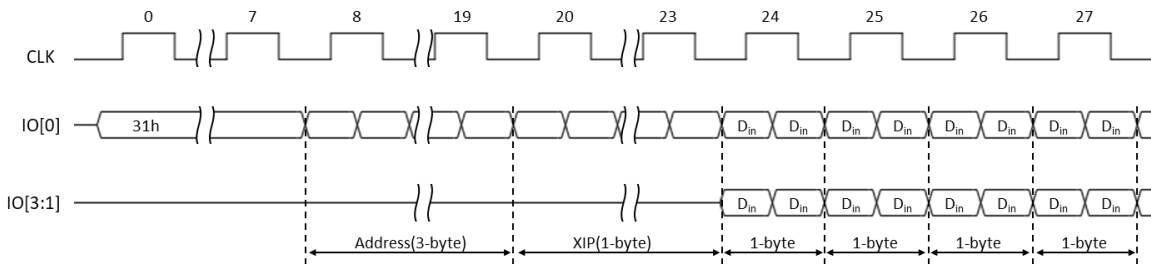 0 7 8 19 20 23 24 25 26 27
CLK
IO[0] 31h Din Din Din Din Din Din Din Din
IO[3:1] Din Din Din Din Din Din Din Din
Address(3-byte) XIP(1-byte) 1-byte 1-byte 1-byte 1-byte